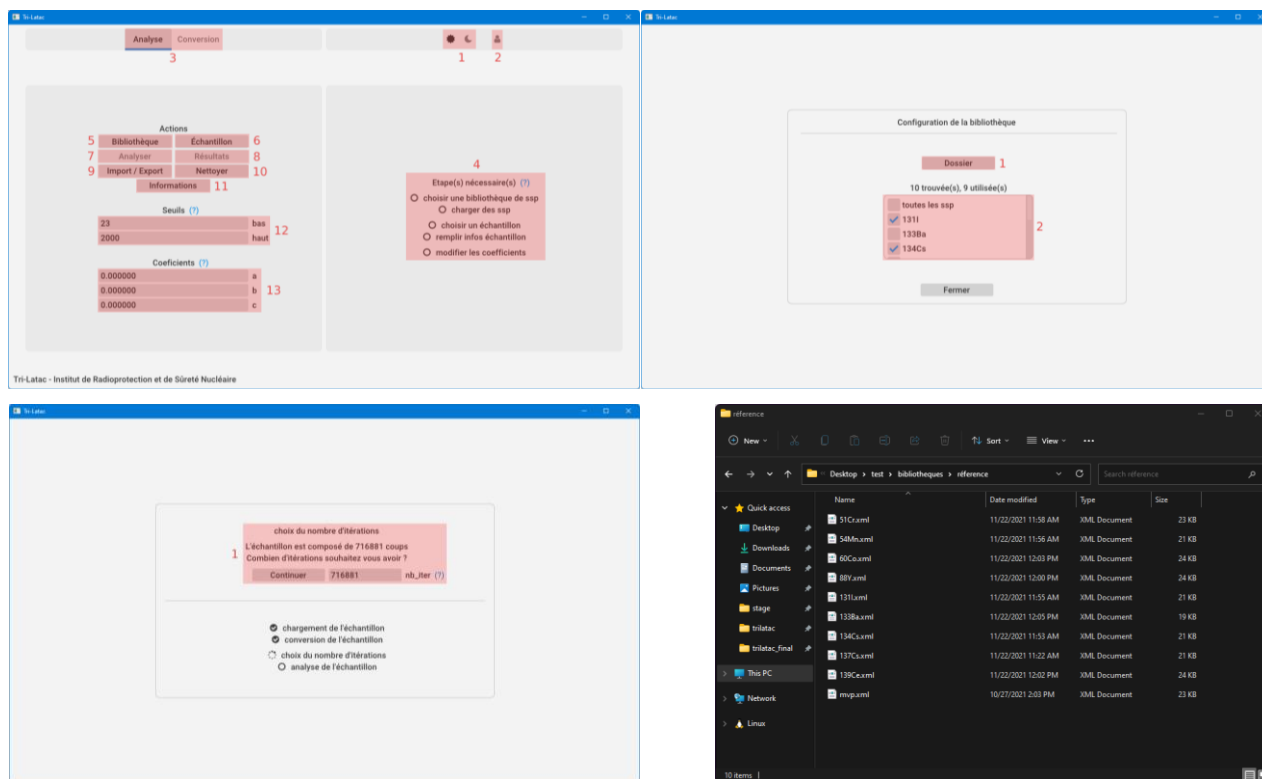 Tri-Latac
Analyse Conversion
3
1 2
Actions
5 Bibliothèque Échantillon 6
7 Analyser Résultats 8
9 Import / Export Nettoyer 10
Informations 11
Seuils (?)
23 bas
2000 haut
12
Coeficients (?)
0.000000 a
0.000000 b 13
0.000000 c
4
Etape(s) nécessaire(s) (?)
choisir une bibliothèque de ssp
charger des ssp
choisir un échantillon
remplir infos échantillon
modifier les coefficients
Tri-Latac - Institut de Radioprotection et de Sûreté Nucléaire
Tri-Latac
Configuration de la bibliothèque
Dossier 1
10 trouvée(s), 9 utilisée(s)
toutes les ssp
131I
133Ba
134Cs
2
Fermer
Tri-Latac
choix du nombre d'itérations
1 L'échantillon est composé de 716881 coups
Combien d'itérations souhaitez vous avoir ?
Continuer 716881 nb_iter (?)
chargement de l'échantillon
conversion de l'échantillon
choix du nombre d'itérations
analyse de l'échantillon
réference
New Sort View ...
Desktop > test > bibliotheques > réference Search réference
Name Date modified Type Size
Quick access
Desktop
Downloads
Documents
Pictures
stage
trilatac
trilatac_final
This PC
Network
Linux
51Cr.xml 11/22/2021 11:58 AM XML Document 23 KB
54Mn.xml 11/22/2021 11:56 AM XML Document 21 KB
60Co.xml 11/22/2021 12:03 PM XML Document 24 KB
88Y.xml 11/22/2021 12:00 PM XML Document 24 KB
131I.xml 11/22/2021 11:55 AM XML Document 21 KB
133Ba.xml 11/22/2021 12:05 PM XML Document 19 KB
134Cs.xml 11/22/2021 11:53 AM XML Document 21 KB
137Cs.xml 11/22/2021 11:22 AM XML Document 21 KB
139Ce.xml 11/22/2021 12:02 PM XML Document 24 KB
mvp.xml 10/27/2021 2:03 PM XML Document 23 KB
10 items